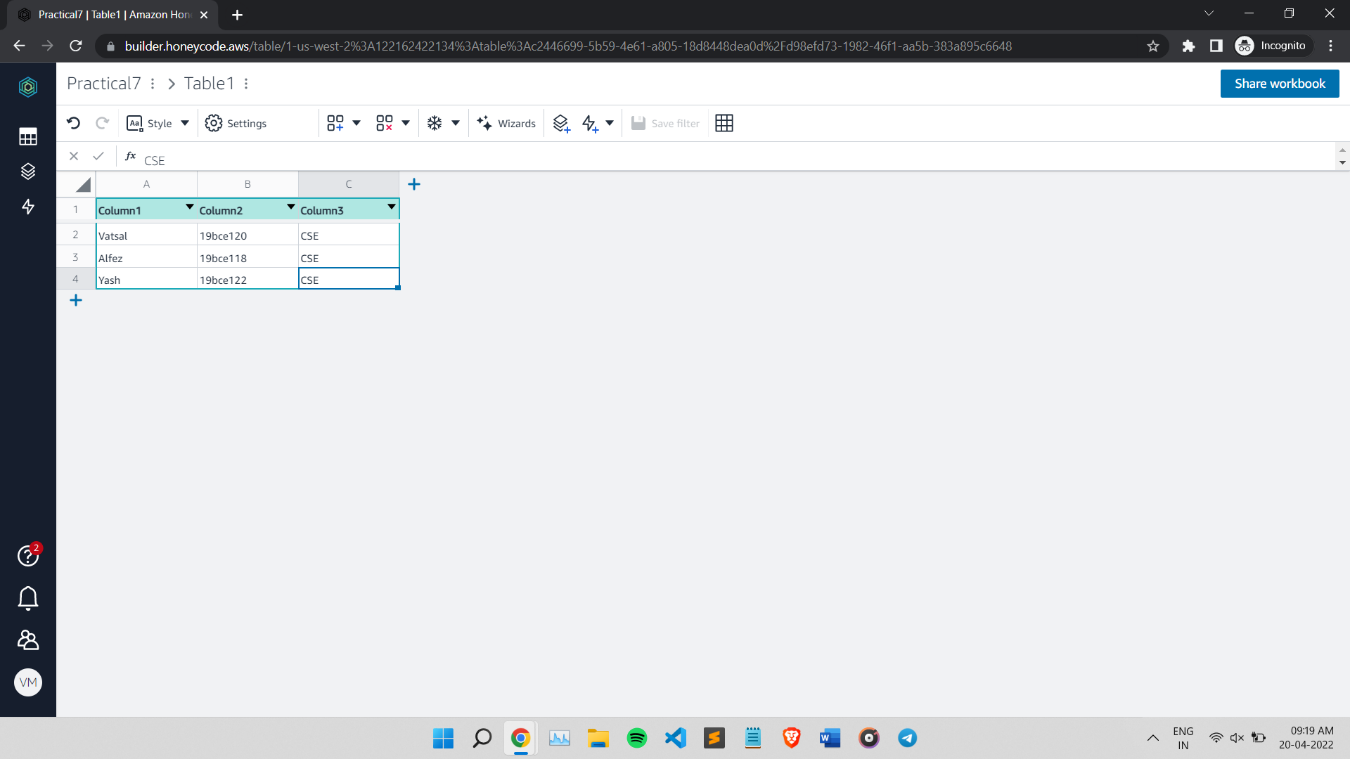 Practical7 | Table1 | Amazon Hon
builder.honeycode.aws/table/1-us-west-2%3A122162422134%3Atable%3Ac2446699-5b59-4e61-a805-18d8448dea0d%2Fd98efd73-1982-46f1-aa5b-383a895c6648
Incognito
Practical7 > Table1
Share workbook
Aa Style Settings Wizards Save filter
fx CSE
A B C
1 Column1 Column2 Column3
2 Vatsal 19bce120 CSE
3 Alfez 19bce118 CSE
4 Yash 19bce122 CSE
2
VM
ENG
IN
09:19 AM
20-04-2022